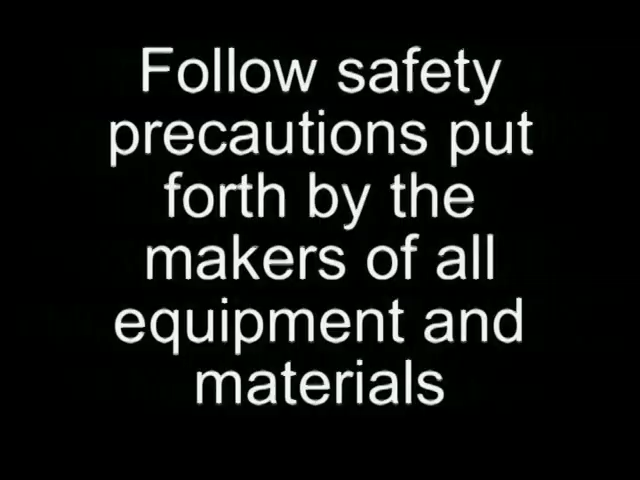 Follow safety
precautions put
forth by the
makers of all
equipment and
materials